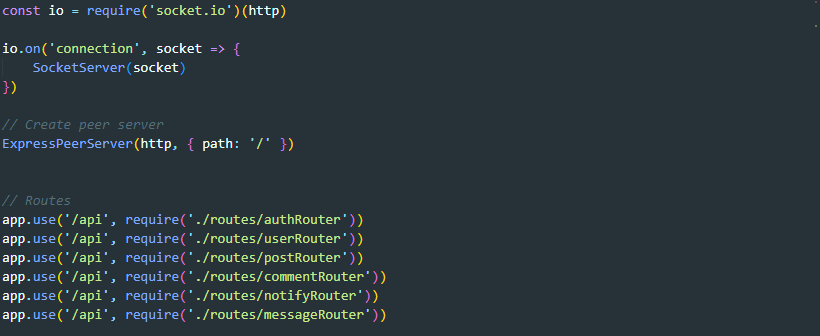 const io = require('socket.io')(http)
io.on('connection', socket => {
    SocketServer(socket)
})
// Create peer server
ExpressPeerServer(http, { path: '/' })
// Routes
app.use('/api', require('./routes/authRouter'))
app.use('/api', require('./routes/userRouter'))
app.use('/api', require('./routes/postRouter'))
app.use('/api', require('./routes/commentRouter'))
app.use('/api', require('./routes/notifyRouter'))
app.use('/api', require('./routes/messageRouter'))